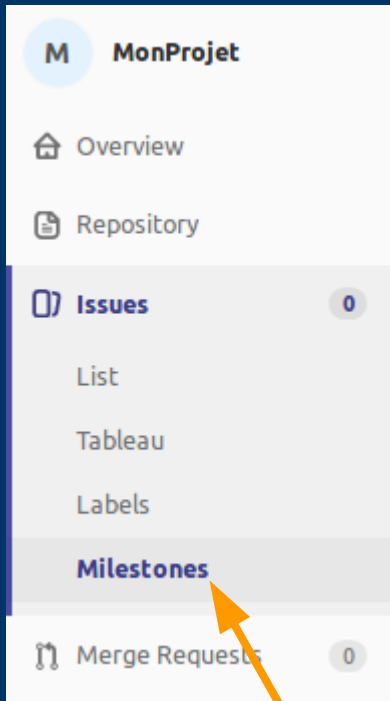 M MonProjet
Overview
Repository
Issues 0
List
Tableau
Labels
Milestones
Merge Requests 0